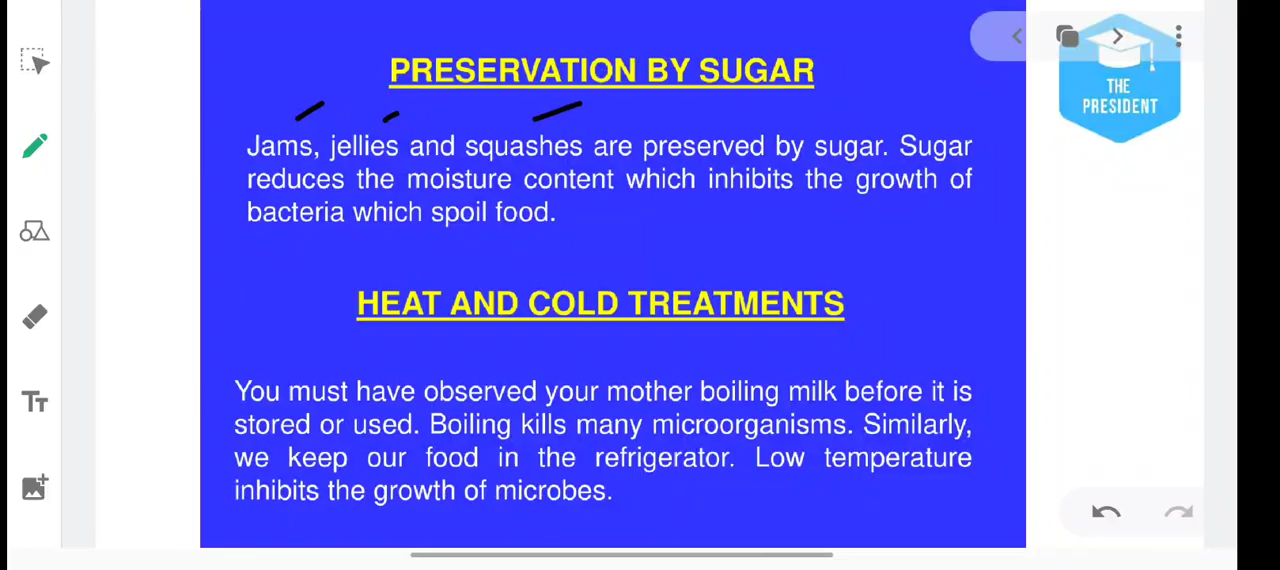 PRESERVATION BY SUGAR
THE
PRESIDENT
Jams, jellies and squashes are preserved by sugar. Sugar
reduces the moisture content which inhibits the growth of
bacteria which spoil food.
HEAT AND COLD TREATMENTS
You must have observed your mother boiling milk before it is
stored or used. Boiling kills many microorganisms. Similarly,
we keep our food in the refrigerator. Low temperature
inhibits the growth of microbes.
TT